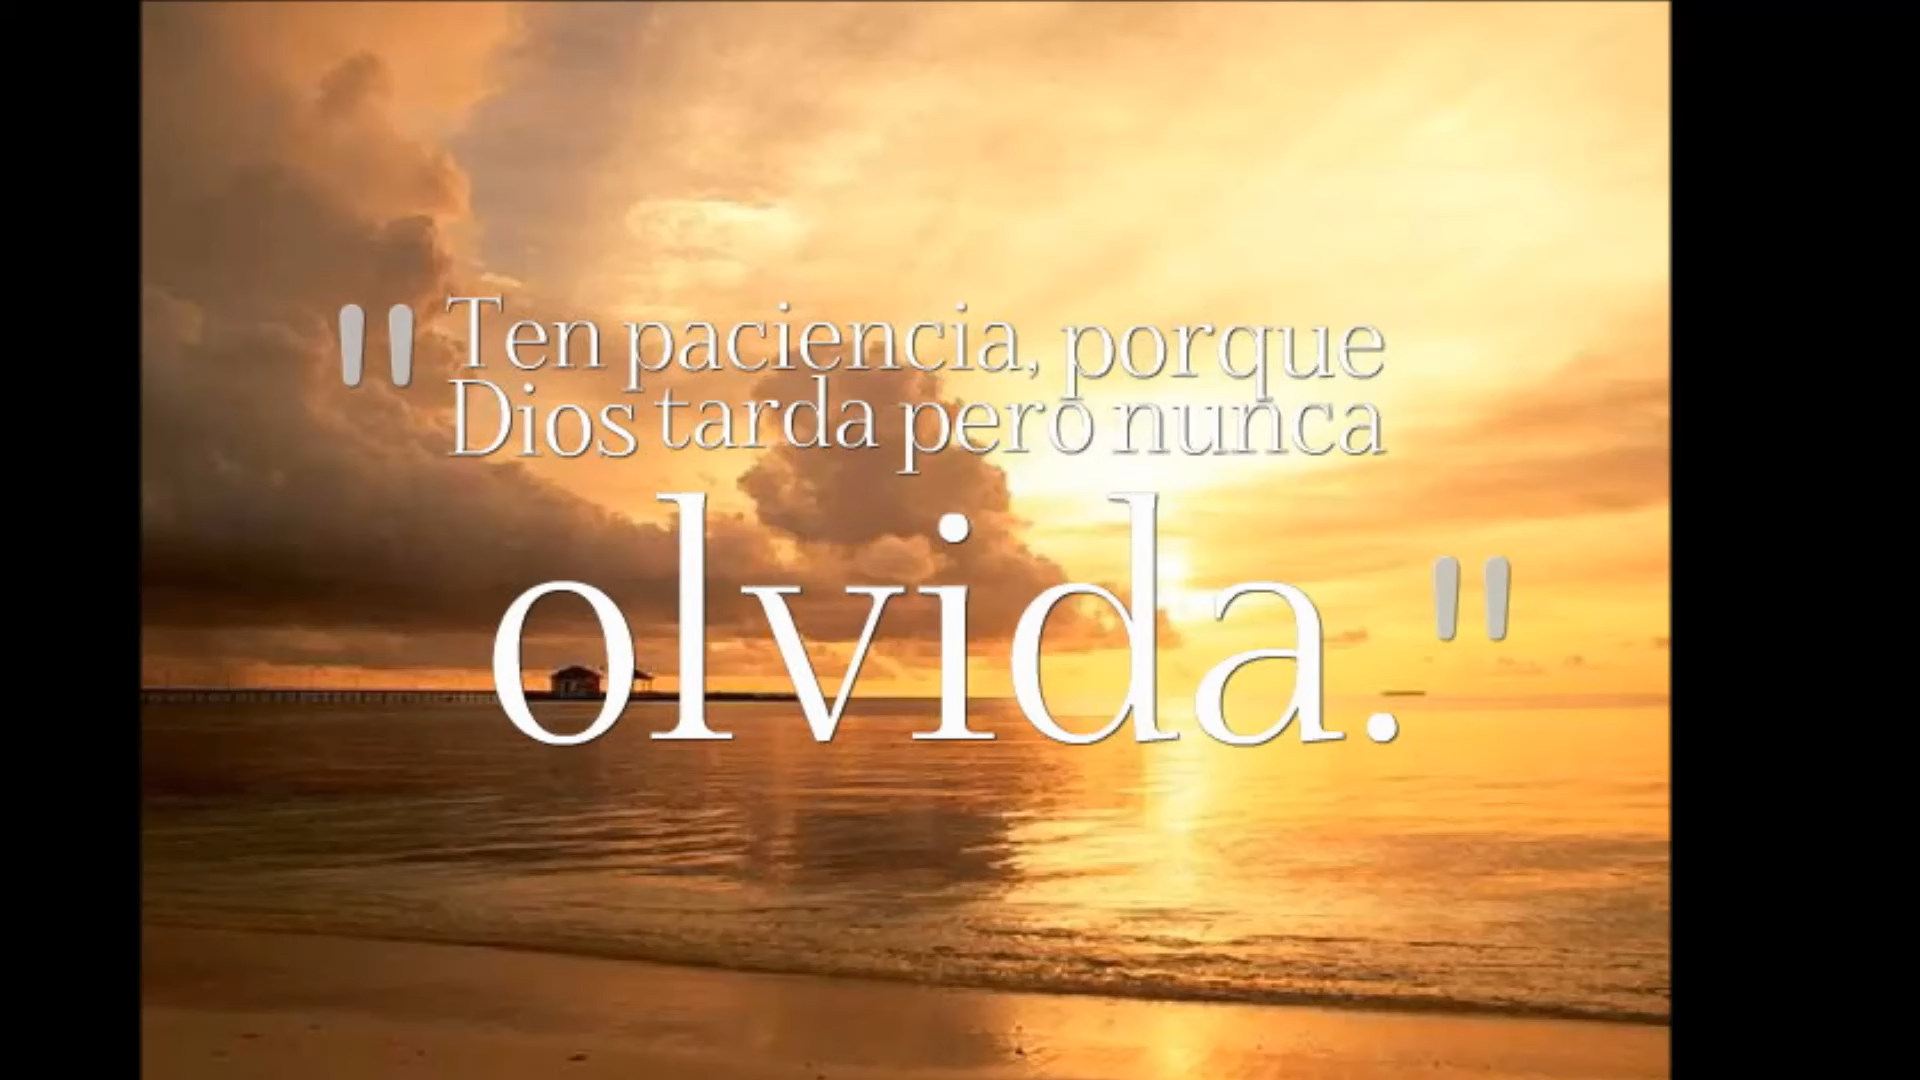 "Ten paciencia, porque
Dios tarda pero nunca
olvida."